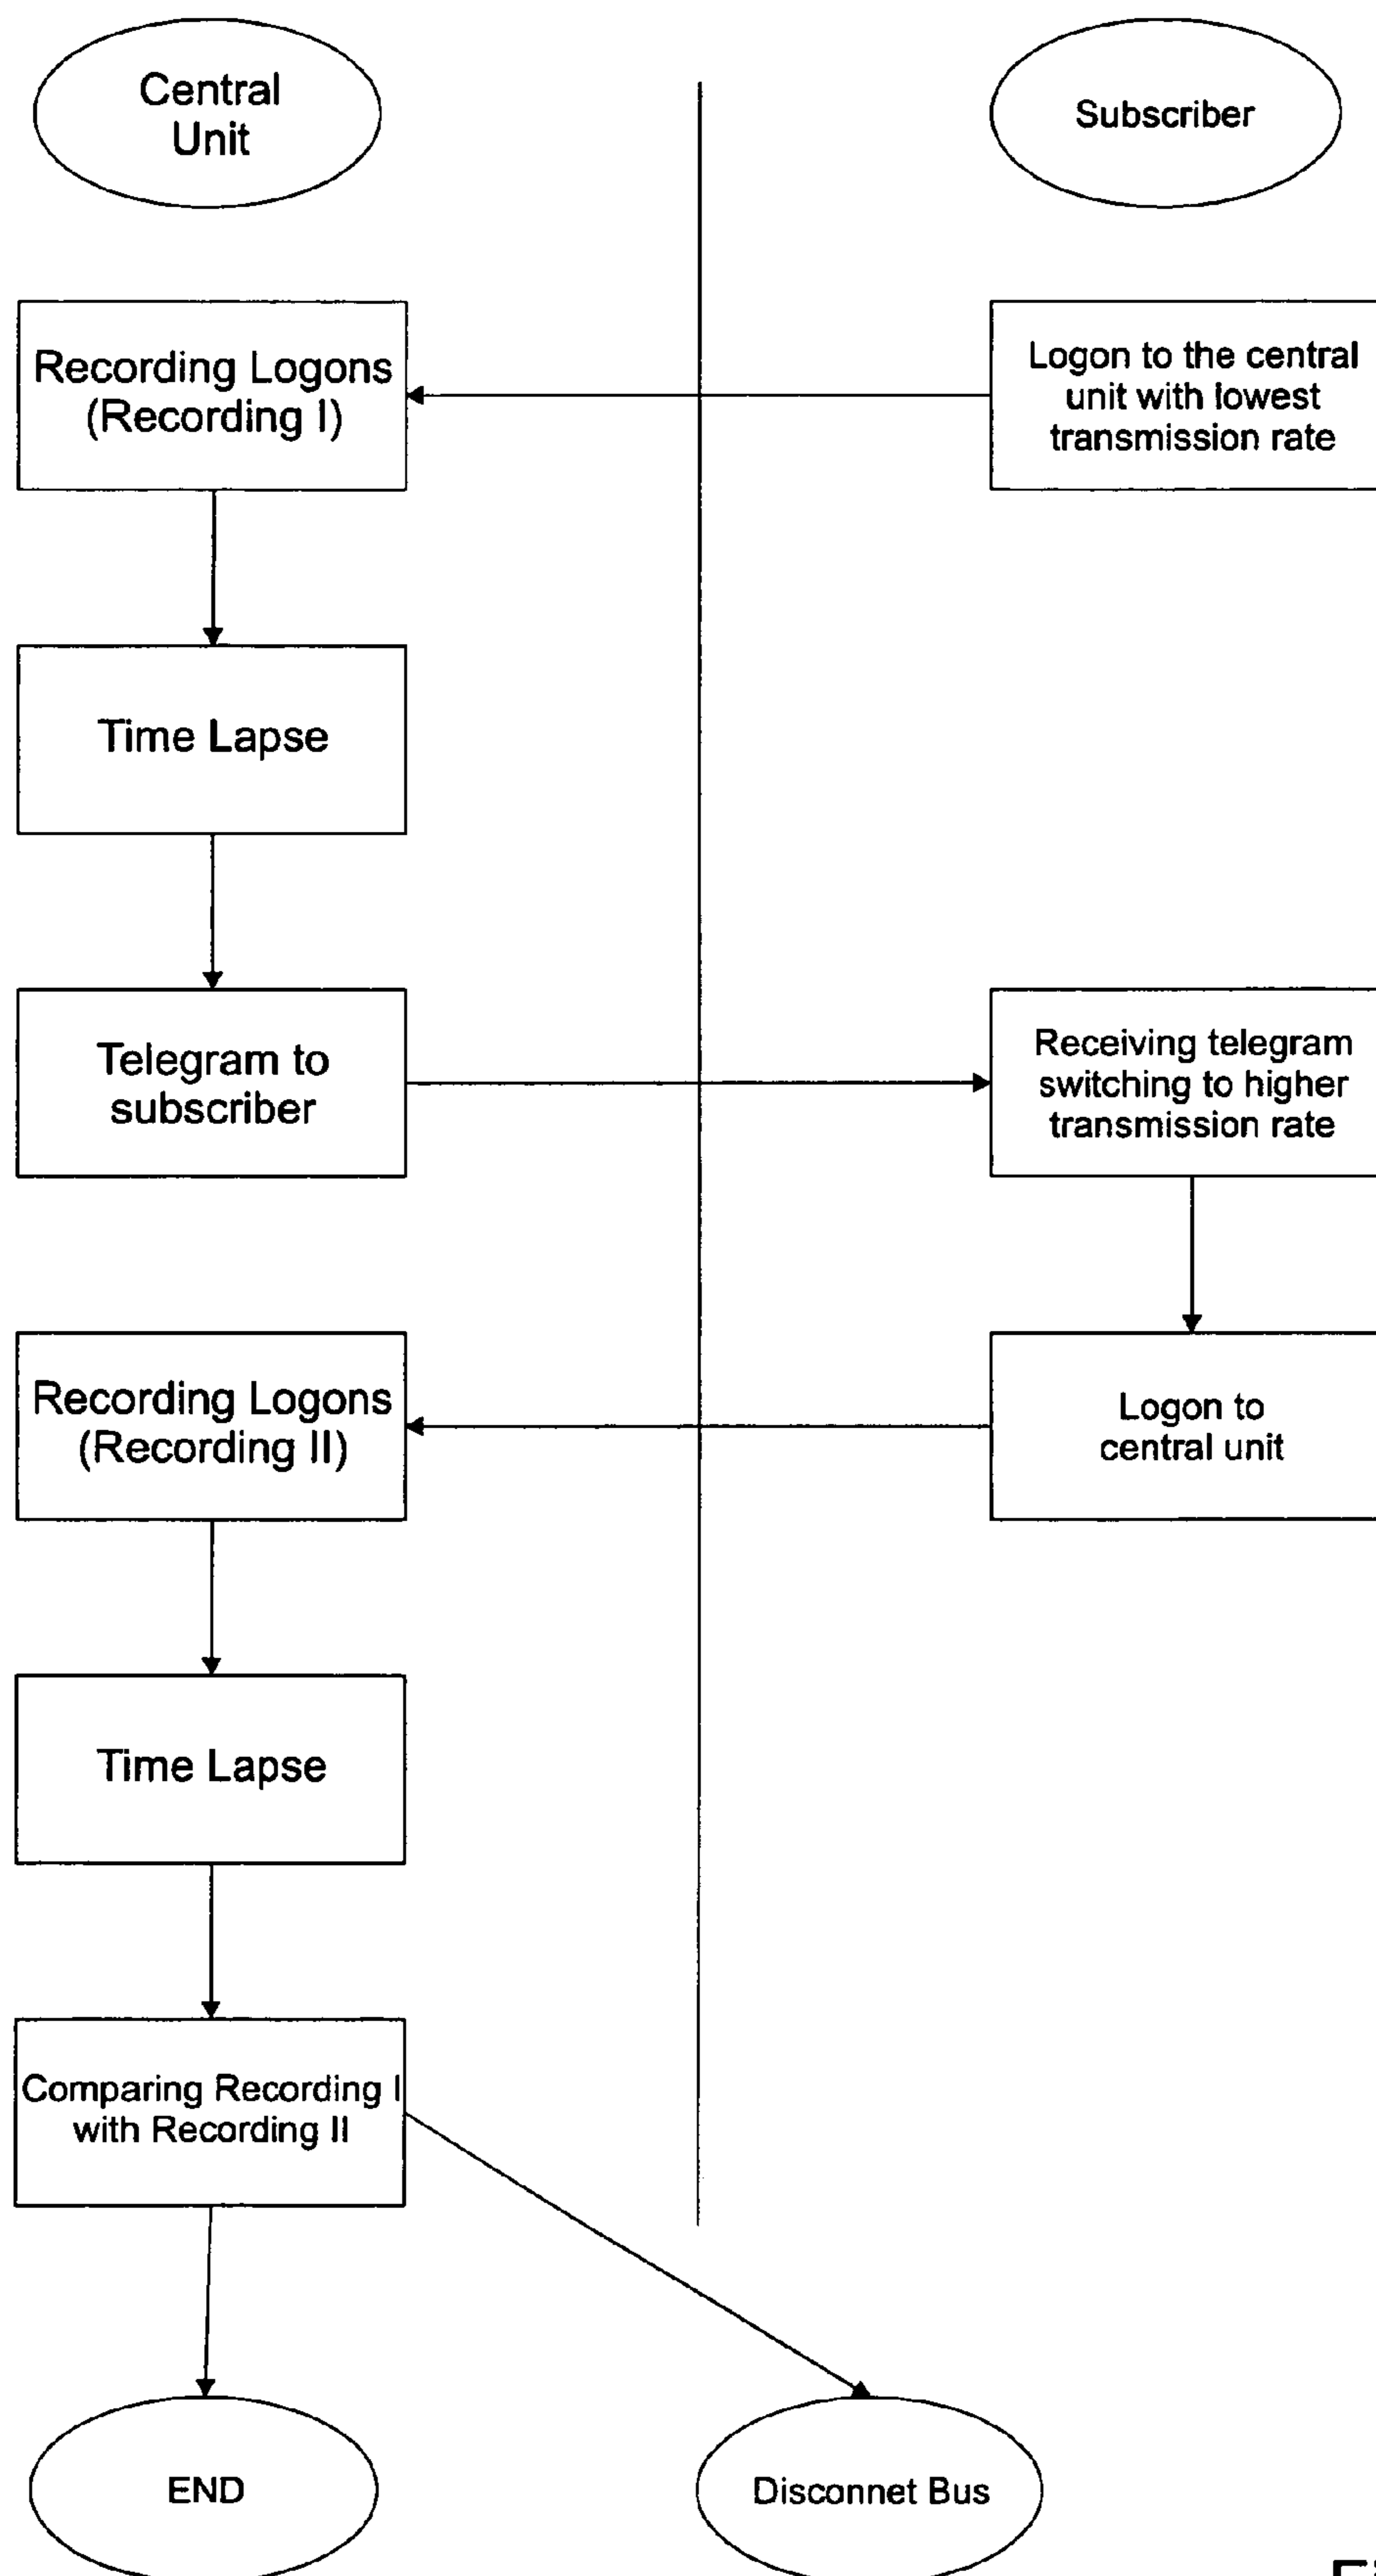 Central
Unit
Subscriber
Recording Logons
(Recording I)
Logon to the central
unit with lowest
transmission rate
Time Lapse
Telegram to
subscriber
Receiving telegram
switching to higher
transmission rate
Recording Logons
(Recording II)
Logon to
central unit
Time Lapse
Comparing Recording I
with Recording II
END
Disconnet Bus